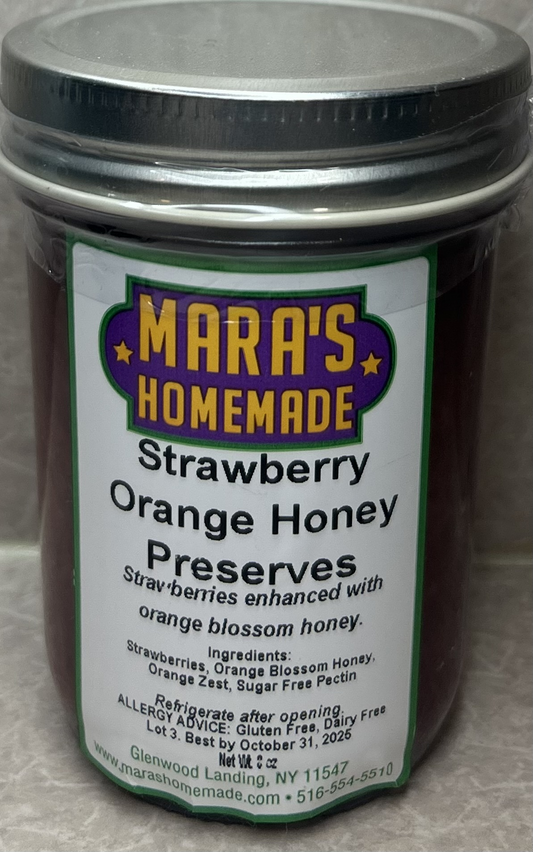 MARA'S
HOMEMADE
Strawberry
Orange Honey
Preserves
Strawberries enhanced with
orange blossom honey.
Ingredients:
Strawberries, Orange Blossom Honey,
Orange Zest, Sugar Free Pectin
Refrigerate after opening.
ALLERGY ADVICE: Gluten Free, Dairy Free
Lot 3. Best by October 31, 2025
Net Wt. oz
Glenwood Landing, NY 11547
www.marashomemade.com • 516-554-5510